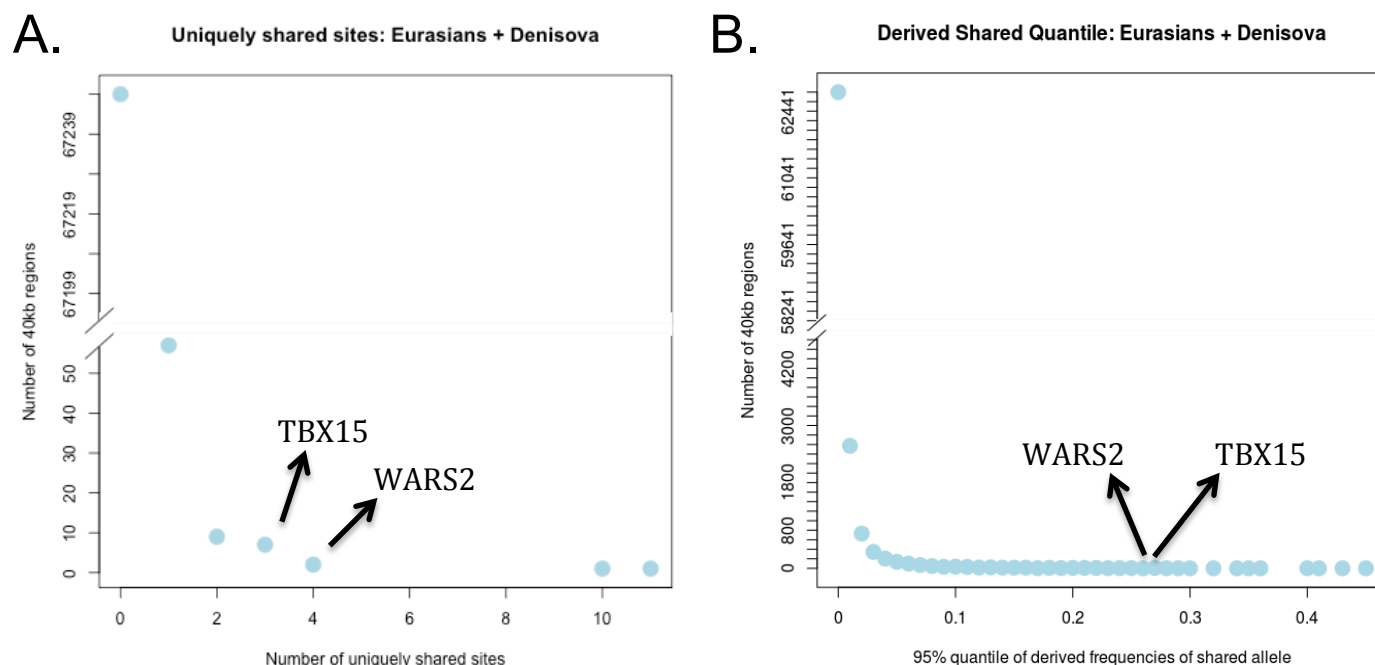 A.
Uniquely shared sites: Eurasians + Denisova
Number of 40kb regions
67239
67219
67199
50
40
30
20
10
0
TBX15
WARS2
0 2 4 6 8 10
Number of uniquely shared sites
B.
Derived Shared Quantile: Eurasians + Denisova
Number of 40kb regions
62441
61041
59641
58241
4200
3000
1800
800
0
WARS2 TBX15
0 0.1 0.2 0.3 0.4
95% quantile of derived frequencies of shared allele